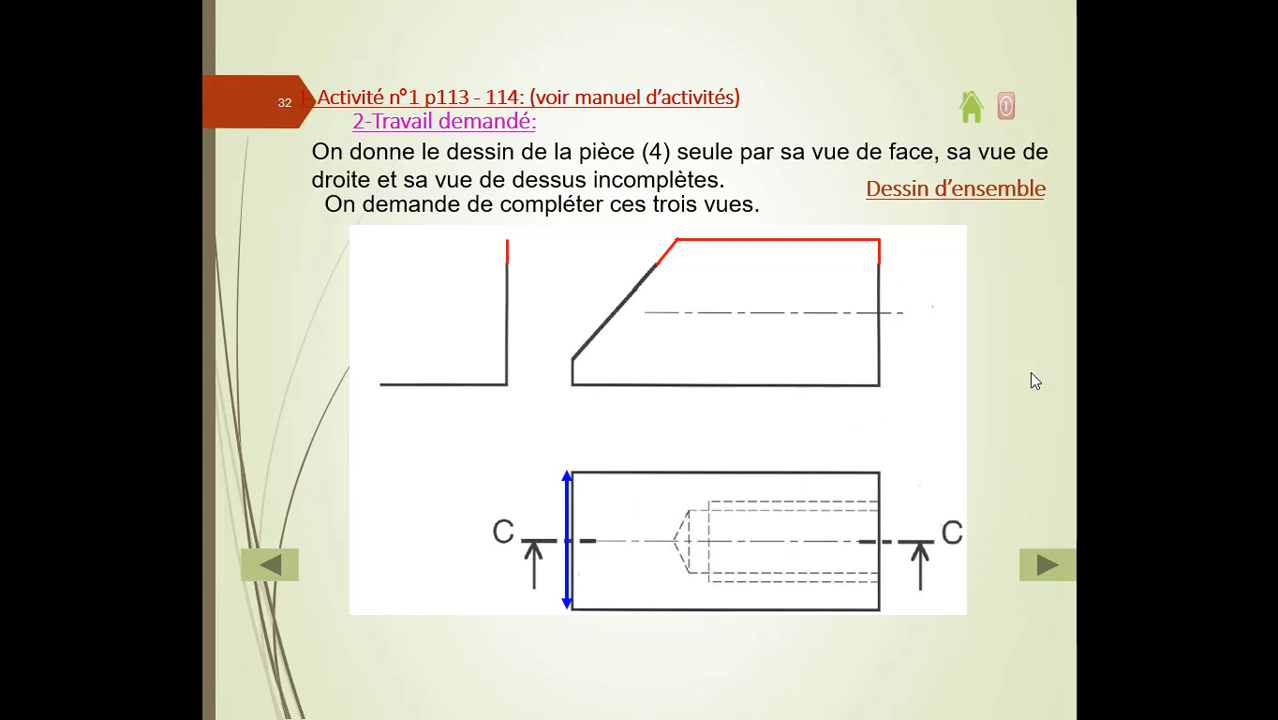 32
I- Activité n°1 p113 - 114: (voir manuel d'activités)
2-Travail demandé:
On donne le dessin de la pièce (4) seule par sa vue de face, sa vue de
droite et sa vue de dessus incomplètes.
Dessin d'ensemble
On demande de compléter ces trois vues.
C
C